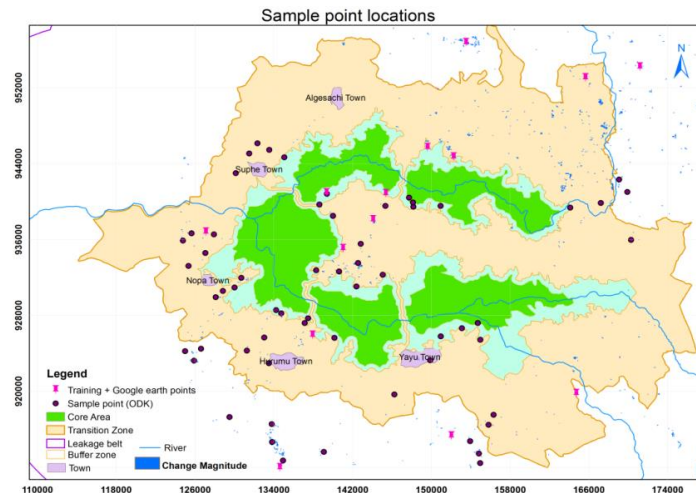 Sample point locations
952000
944000
936000
928000
920000
Algesachi Town
Suphe Town
Nopa Town
Hurumu Town
Yayu Town
N
Legend
Training + Google earth points
Sample point (ODK)
Core Area
Transition Zone
Leakage belt
Buffer zone
Town
River
Change Magnitude
110000 118000 126000 134000 142000 150000 158000 166000 174000